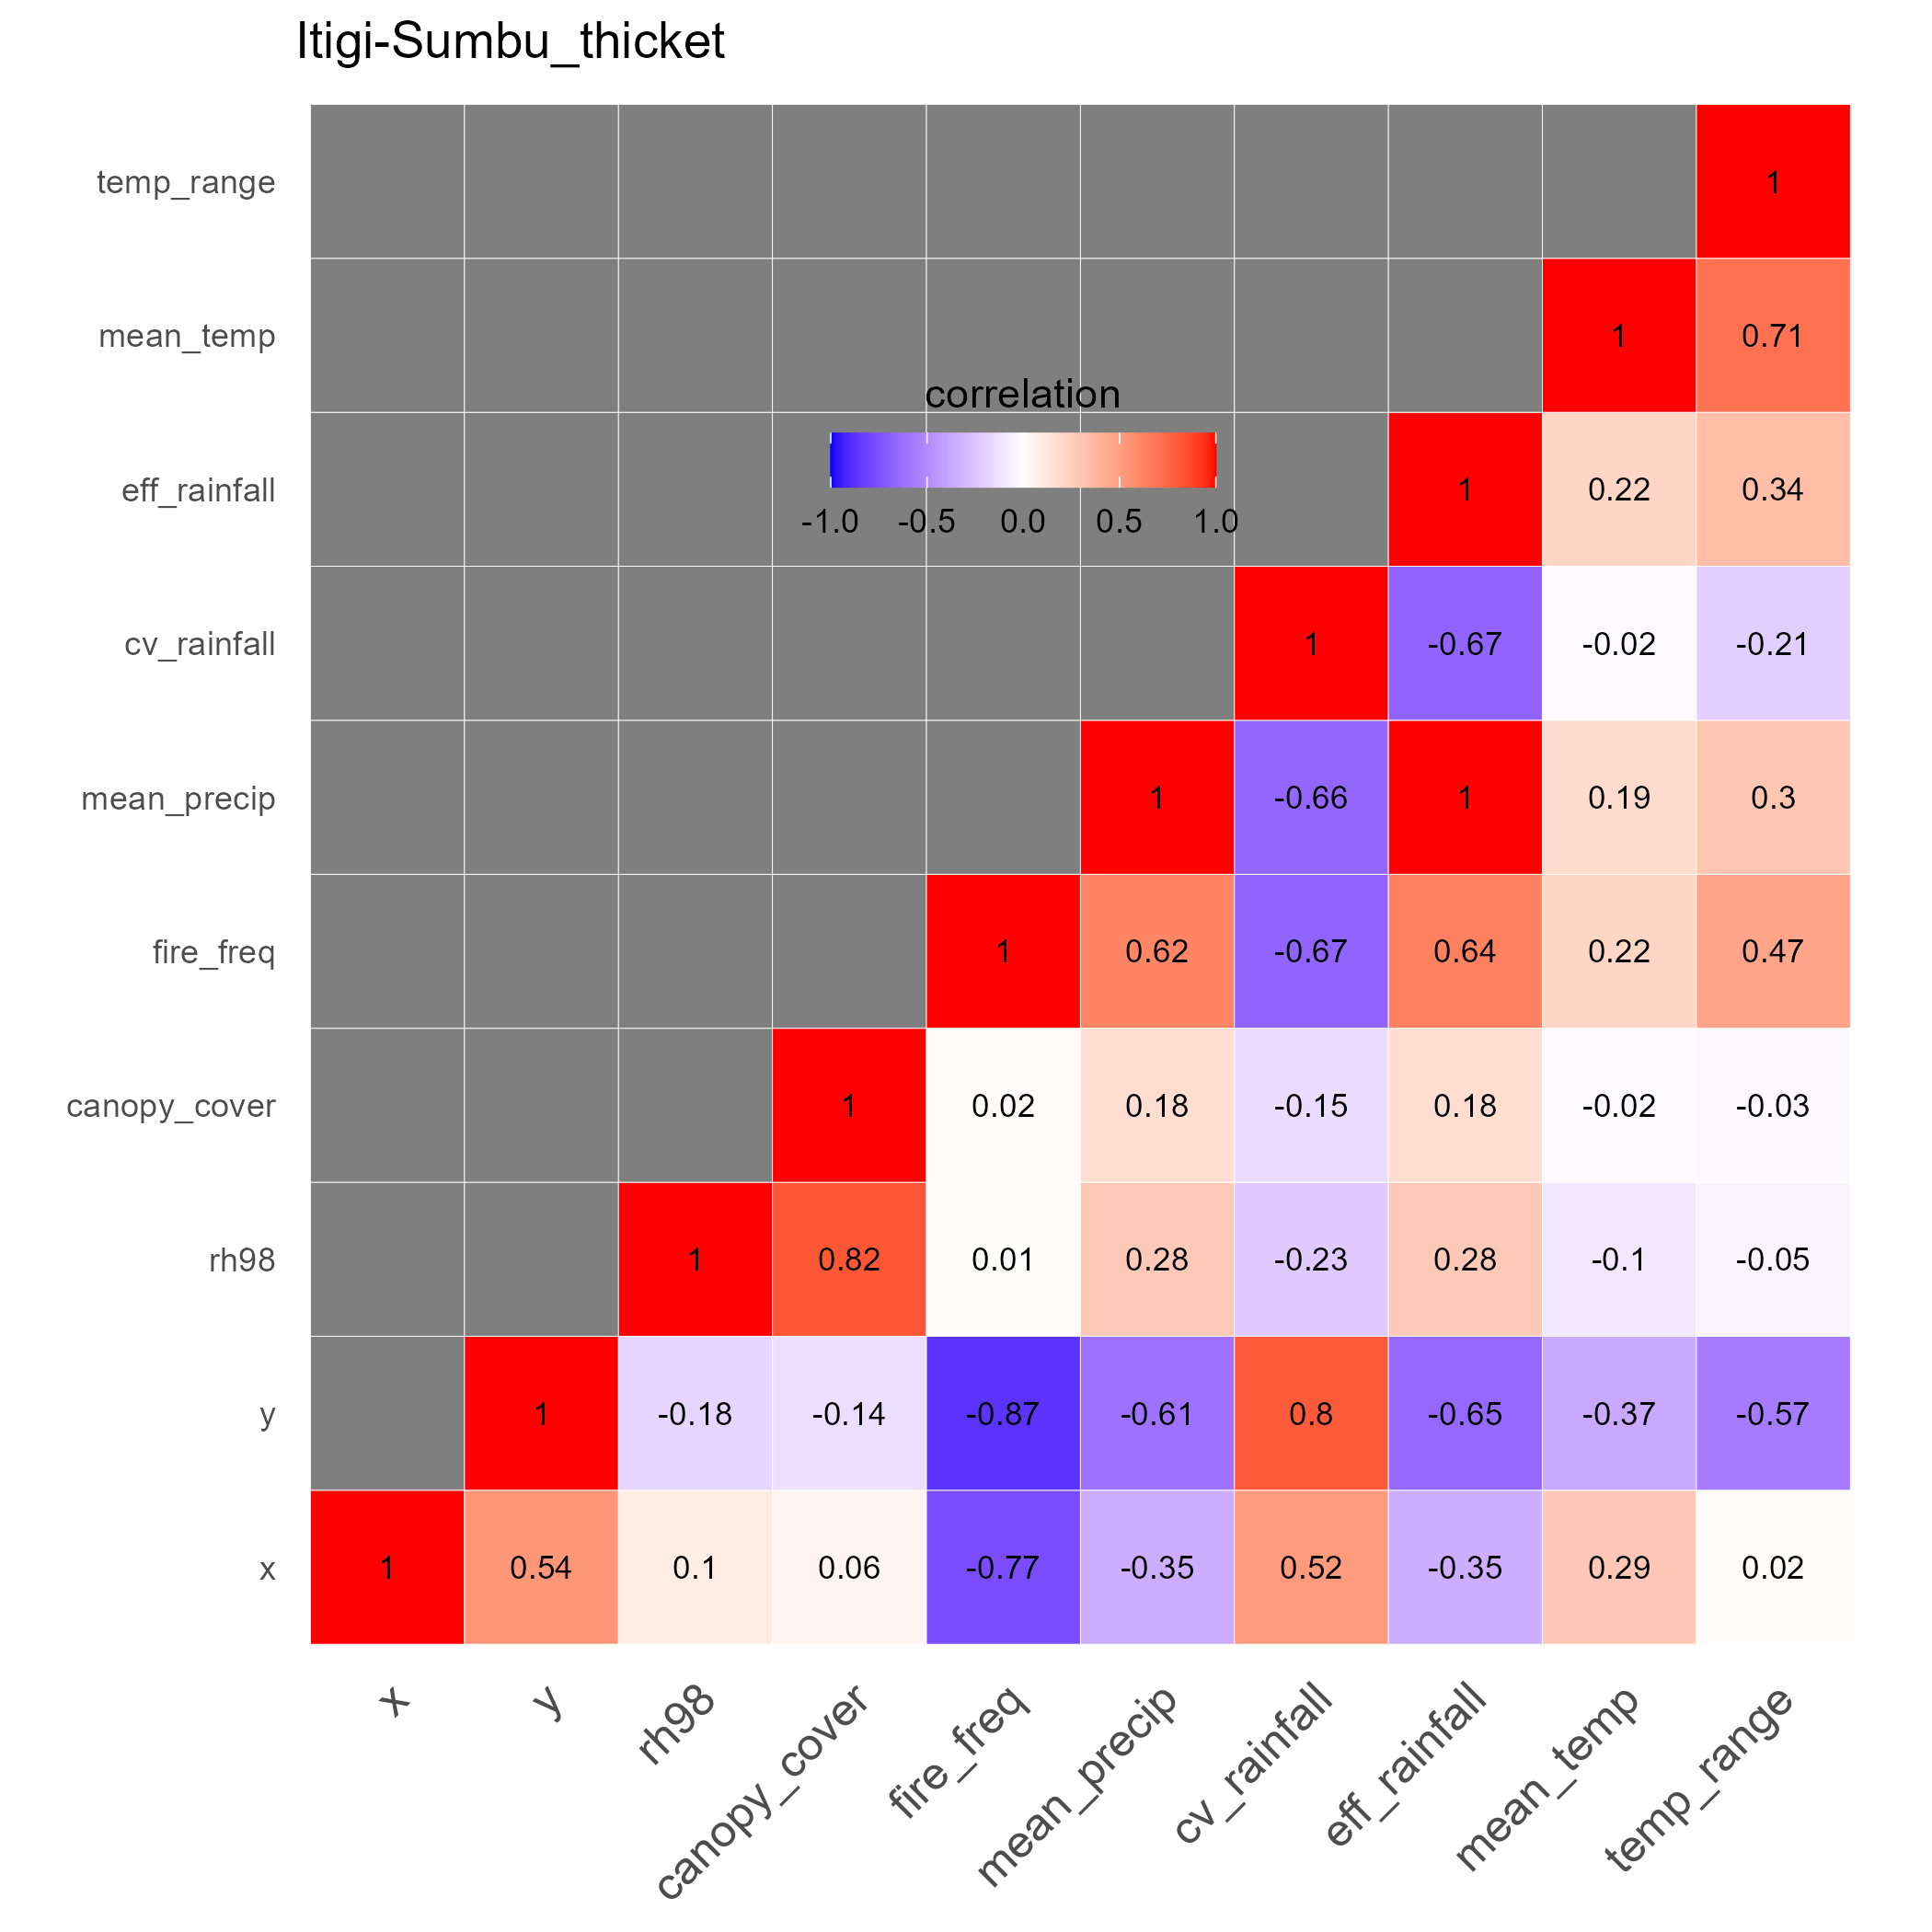 Itigi-Sumbu_thicket
temp_range 1
mean_temp 1 0.71
correlation
-1.0 -0.5 0.0 0.5 1.0
eff_rainfall 1 0.22 0.34
cv_rainfall 1 -0.67 -0.02 -0.21
mean_precip 1 -0.66 1 0.19 0.3
fire_freq 1 0.62 -0.67 0.64 0.22 0.47
canopy_cover 1 0.02 0.18 -0.15 0.18 -0.02 -0.03
rh98 1 0.82 0.01 0.28 -0.23 0.28 -0.1 -0.05
y 1 -0.18 -0.14 -0.87 -0.61 0.8 -0.65 -0.37 -0.57
x 1 0.54 0.1 0.06 -0.77 -0.35 0.52 -0.35 0.29 0.02
x y rh98 canopy_cover fire_freq mean_precip cv_rainfall eff_rainfall mean_temp temp_range